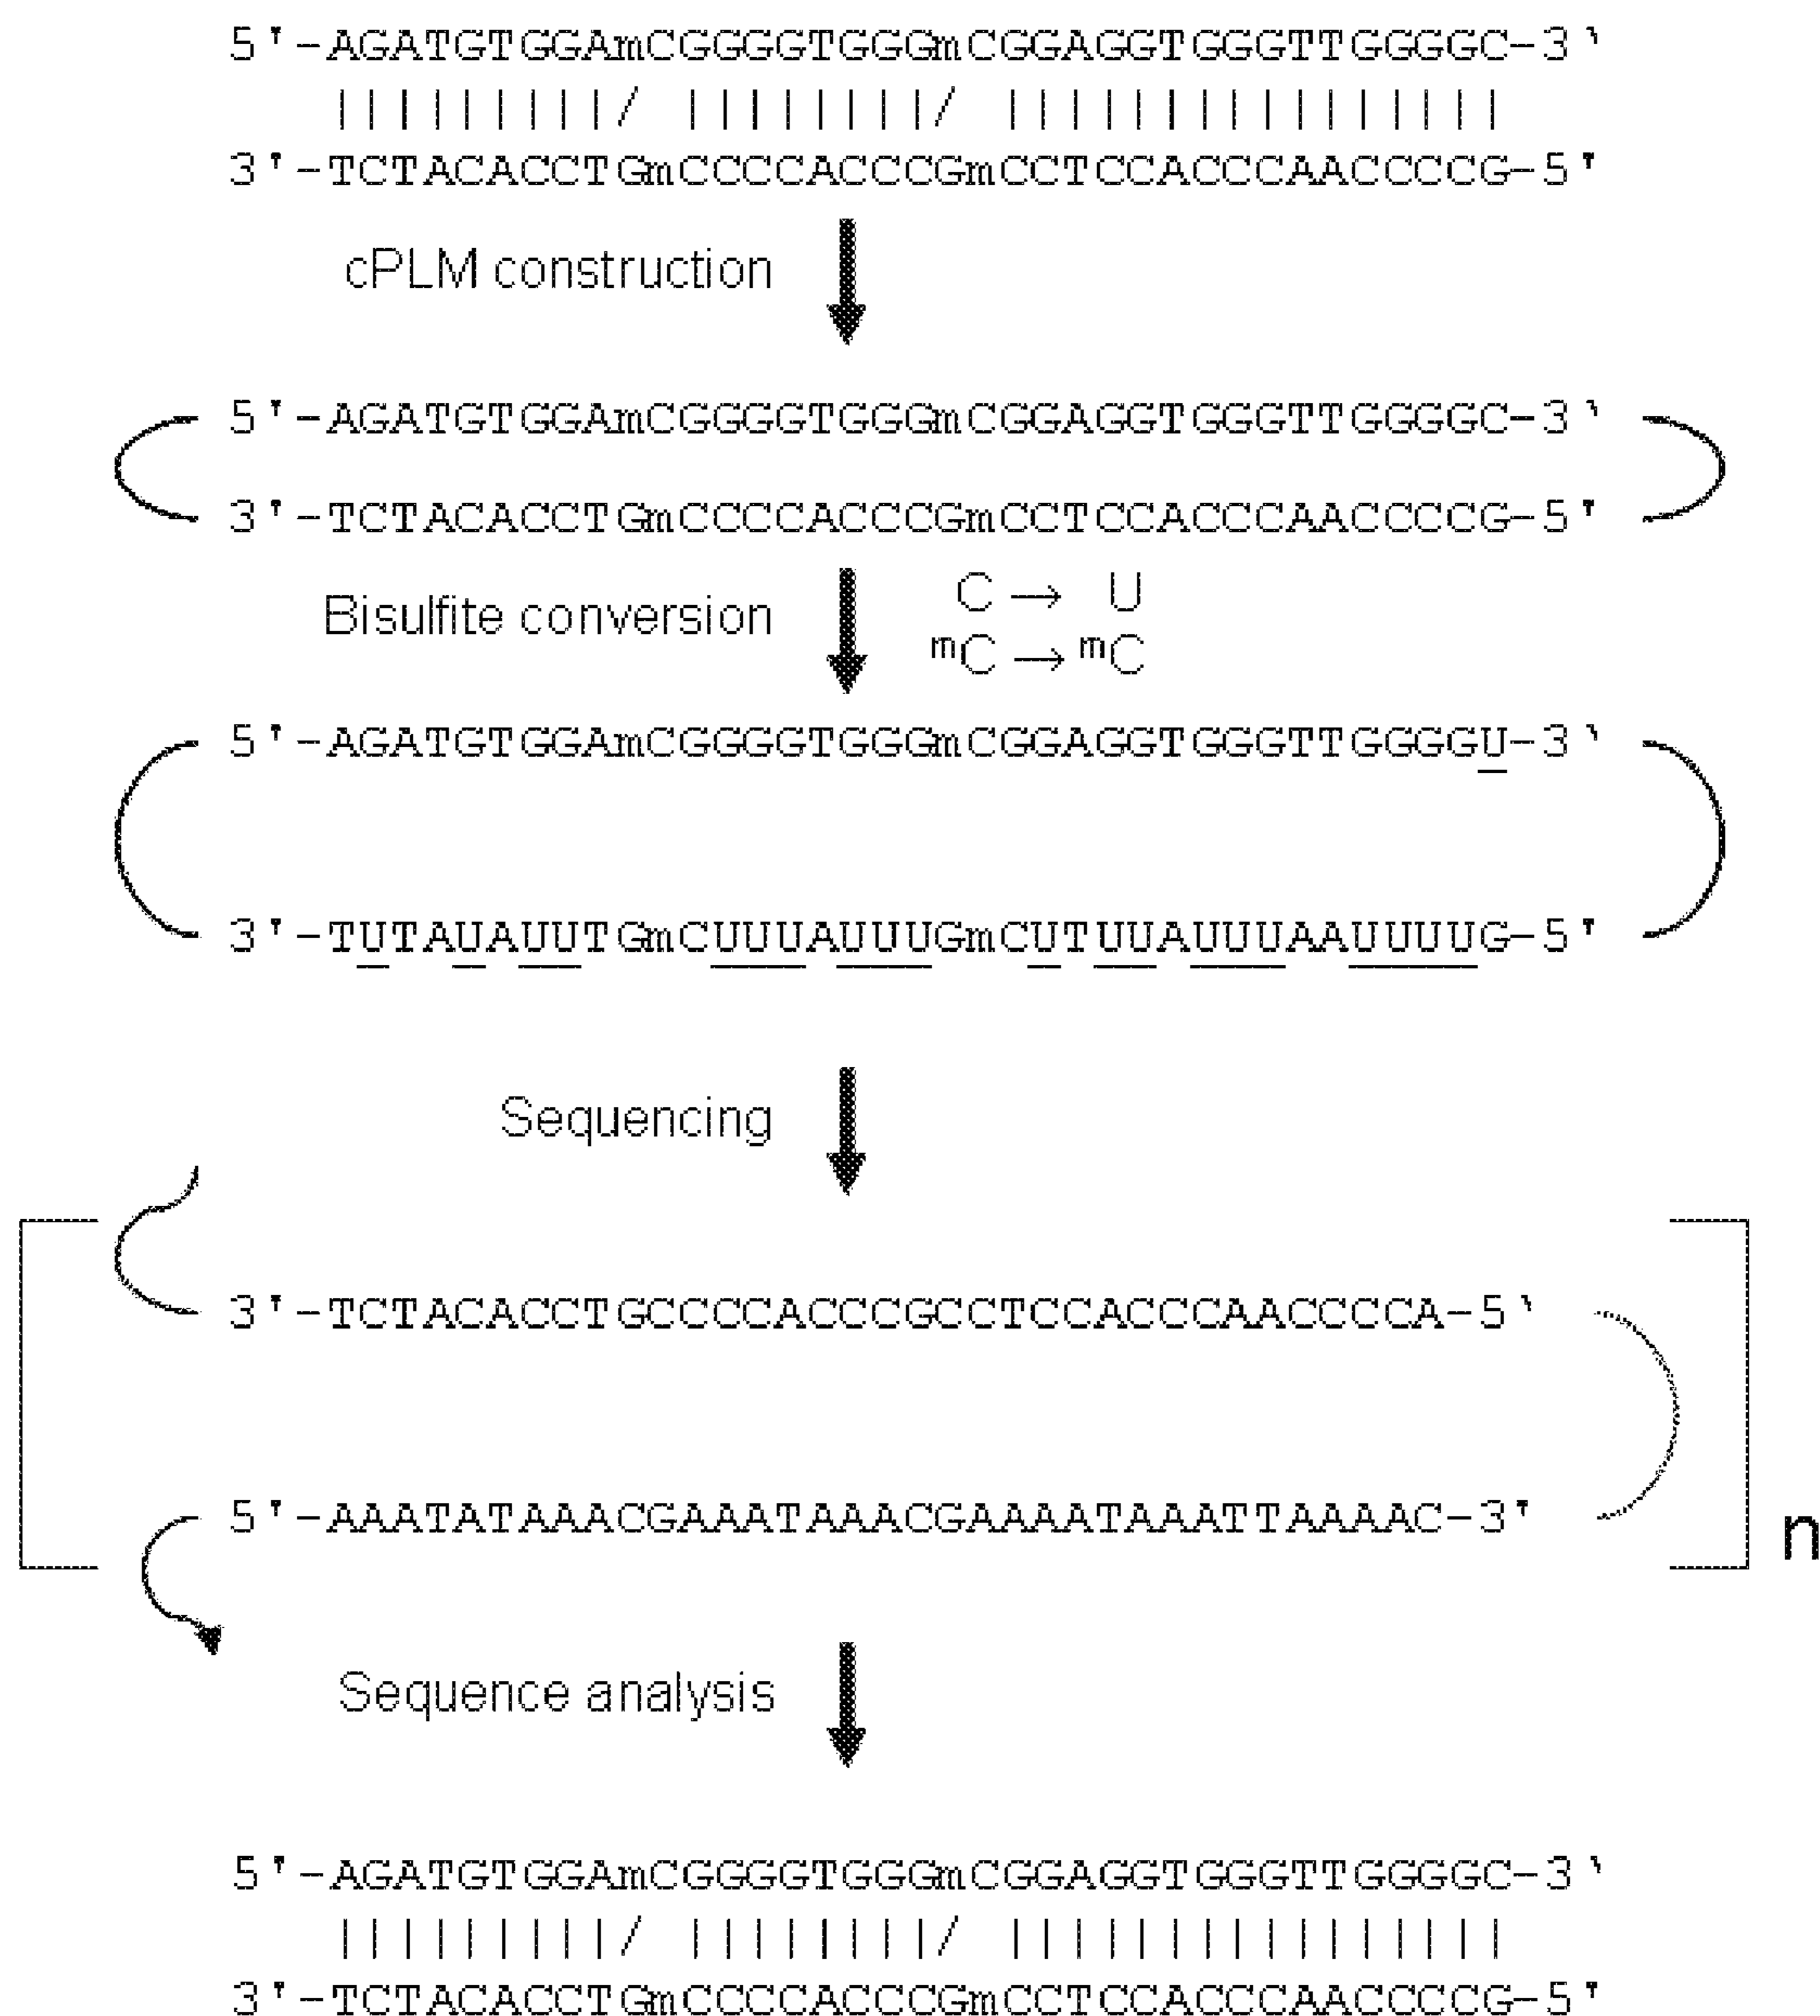 5'-AGATGTGGAmCGGGGTGGGmCGGAGGTGGGTTGGGGC-3'
|||||||||/ ||||||||/ ||||||||||||||||
3'-TCTACACCTGmCCCCACCCGmCCTCCACCCAACCCCG-5'
cPLM construction
5'-AGATGTGGAmCGGGGTGGGmCGGAGGTGGGTTGGGGC-3'
3'-TCTACACCTGmCCCCACCCGmCCTCCACCCAACCCCG-5'
Bisulfite conversion
C → U
mC → mC
5'-AGATGTGGAmCGGGGTGGGmCGGAGGTGGGTTGGGGU-3'
3'-TUTAUAUUTGmCUUUAUUUGmCUTUUAUUUAAUUUUG-5'
Sequencing
3'-TCTACACCTGCCCCACCCGCCTCCACCCAACCCCA-5'
5'-AAATATAAACGAAATAAACGAAAATAAATTAAAAC-3'
n
Sequence analysis
5'-AGATGTGGAmCGGGGTGGGmCGGAGGTGGGTTGGGGC-3'
|||||||||/ ||||||||/ ||||||||||||||||
3'-TCTACACCTGmCCCCACCCGmCCTCCACCCAACCCCG-5'